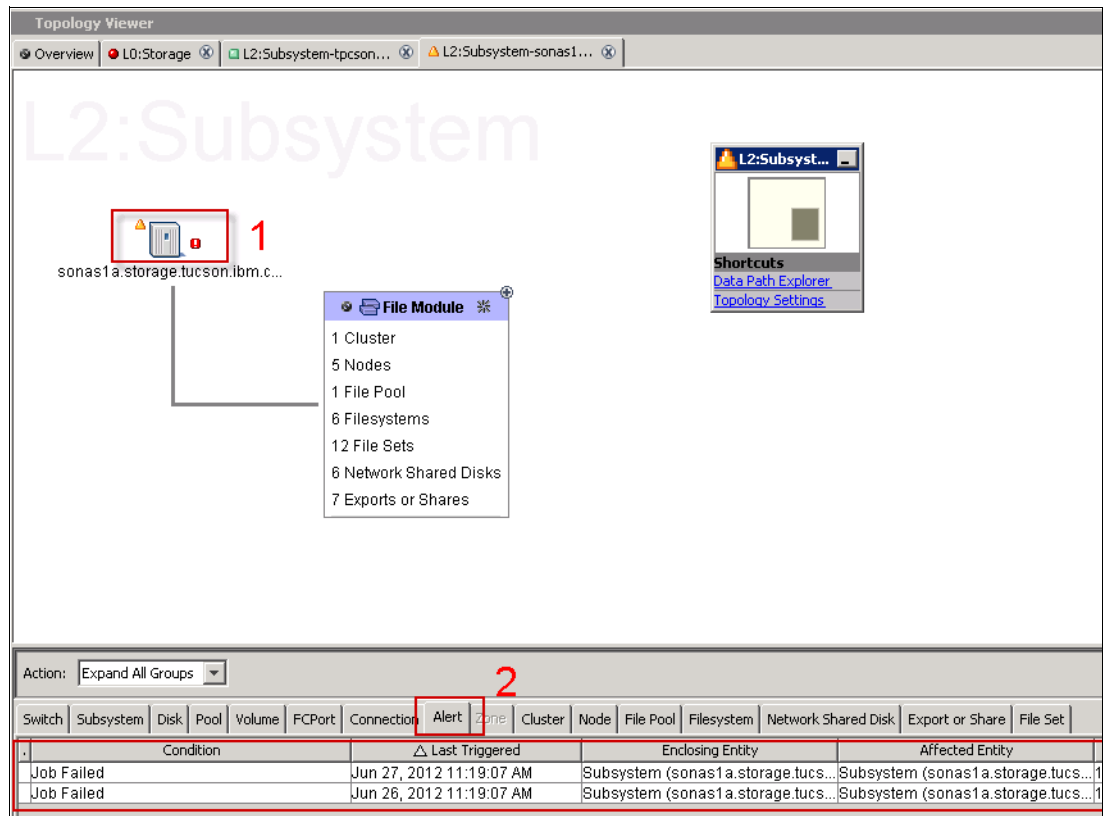 Topology Viewer
Overview L0:Storage L2:Subsystem-tpcson... L2:Subsystem-sonas1...
L2:Subsystem
L2:Subsyst...
1
sonas1a.storage.tucson.ibm.c...
Shortcuts
Data Path Explorer
Topology Settings
File Module
1 Cluster
5 Nodes
1 File Pool
6 Filesystems
12 File Sets
6 Network Shared Disks
7 Exports or Shares
Action: Expand All Groups
2
Switch Subsystem Disk Pool Volume FCPort Connection Alert Zone Cluster Node File Pool Filesystem Network Shared Disk Export or Share File Set
. Condition Last Triggered Enclosing Entity Affected Entity
Job Failed Jun 27, 2012 11:19:07 AM Subsystem (sonas1a.storage.tucs... Subsystem (sonas1a.storage.tucs... 1
Job Failed Jun 26, 2012 11:19:07 AM Subsystem (sonas1a.storage.tucs... Subsystem (sonas1a.storage.tucs... 1